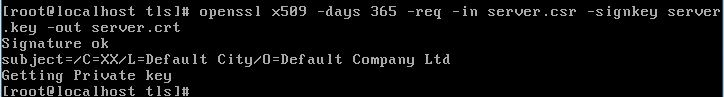 [root@localhost tls]# openssl x509 -days 365 -req -in server.csr -signkey server
.key -out server.crt
Signature ok
subject=/C=XX/L=Default City/O=Default Company Ltd
Getting Private key
[root@localhost tls]#